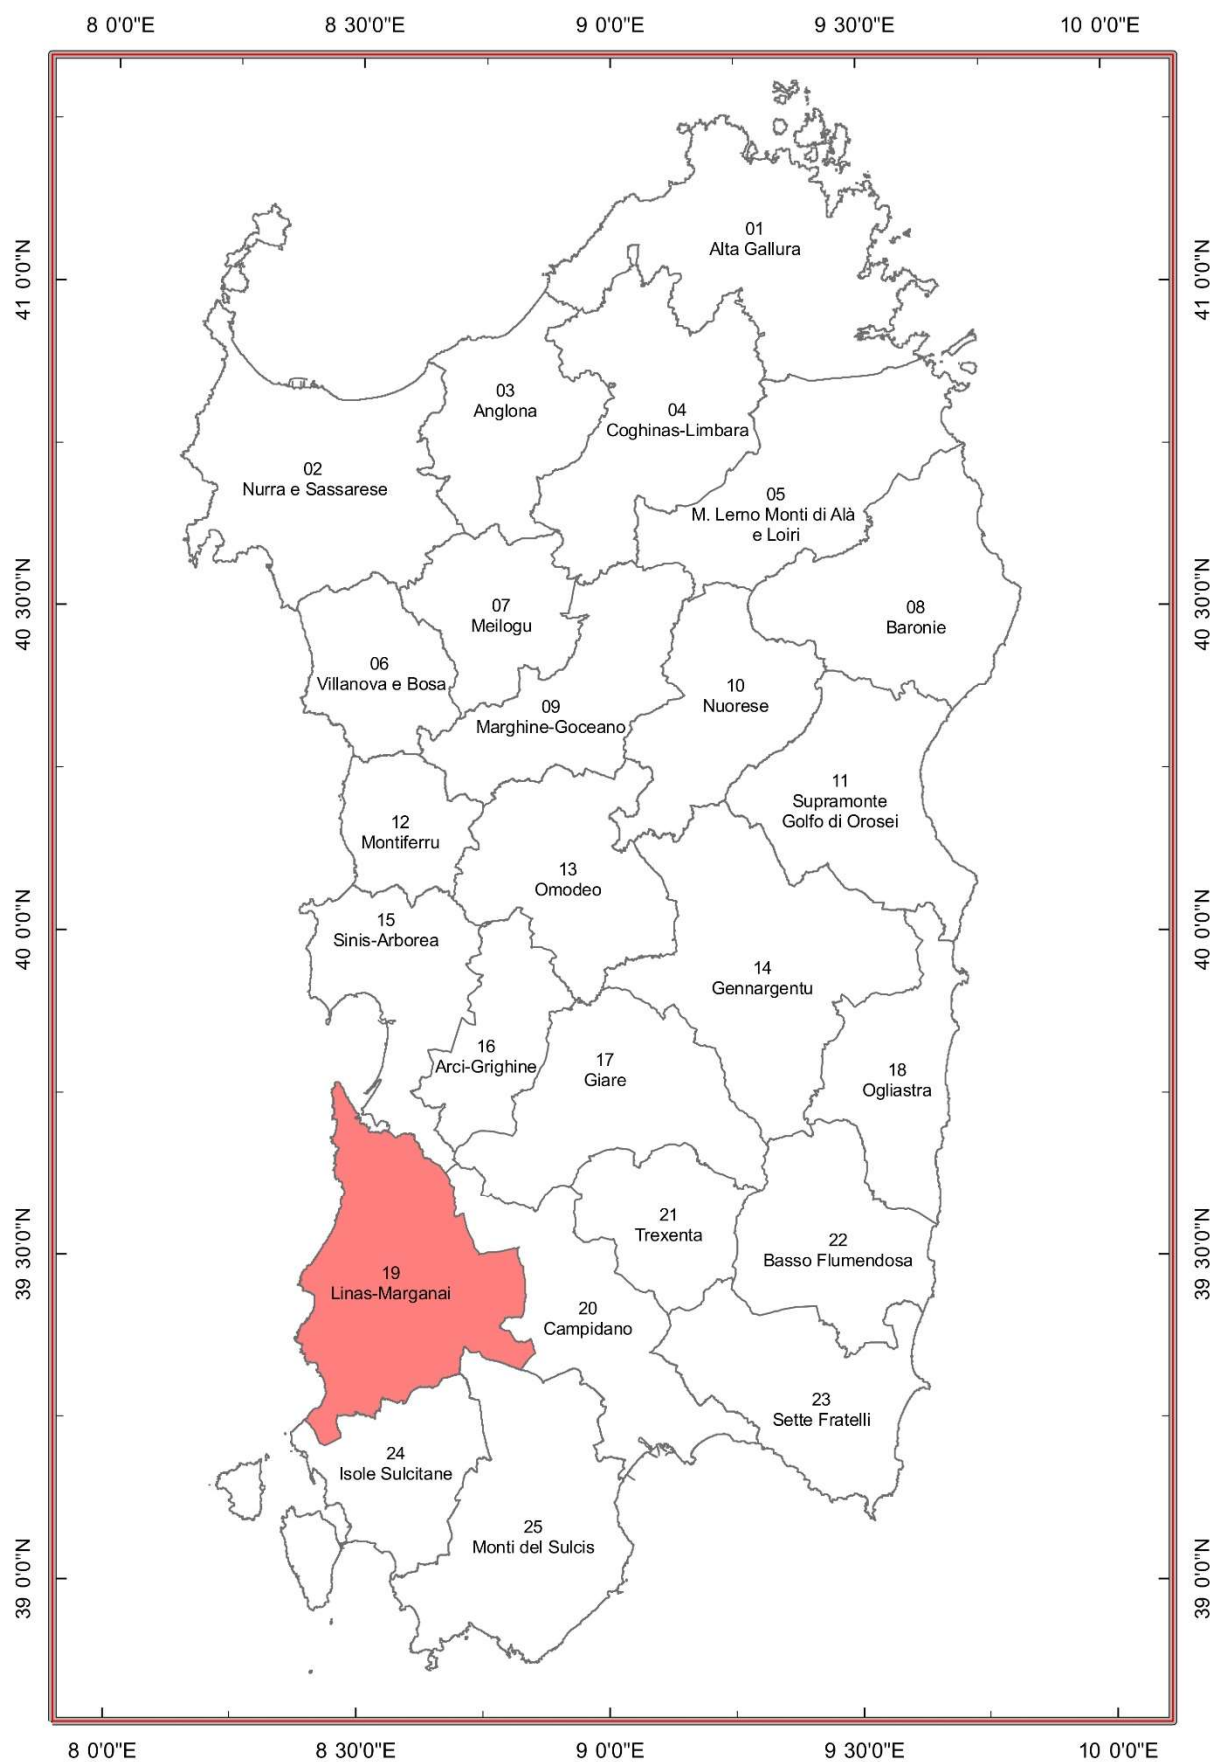 8 0'0"E 8 30'0"E 9 0'0"E 9 30'0"E 10 0'0"E
41 0'0"N
41 0'0"N
40 30'0"N
40 30'0"N
40 0'0"N
40 0'0"N
39 30'0"N
39 30'0"N
39 0'0"N
39 0'0"N
01
Alta Gallura
02
Nurra e Sassarese
03
Anglona
04
Coghinas-Limbara
05
M. Lerno Monti di Alà
e Loiri
06
Villanova e Bosa
07
Meilogu
08
Baronie
09
Marghine-Goceano
10
Nuorese
11
Supramonte
Golfo di Orosei
12
Montiferru
13
Omodeo
14
Gennargentu
15
Sinis-Arborea
16
Arci-Grighine
17
Giare
18
Ogliastra
19
Linas-Marganai
20
Campidano
21
Trexenta
22
Basso Flumendosa
23
Sette Fratelli
24
Isole Sulcitane
25
Monti del Sulcis
8 0'0"E 8 30'0"E 9 0'0"E 9 30'0"E 10 0'0"E